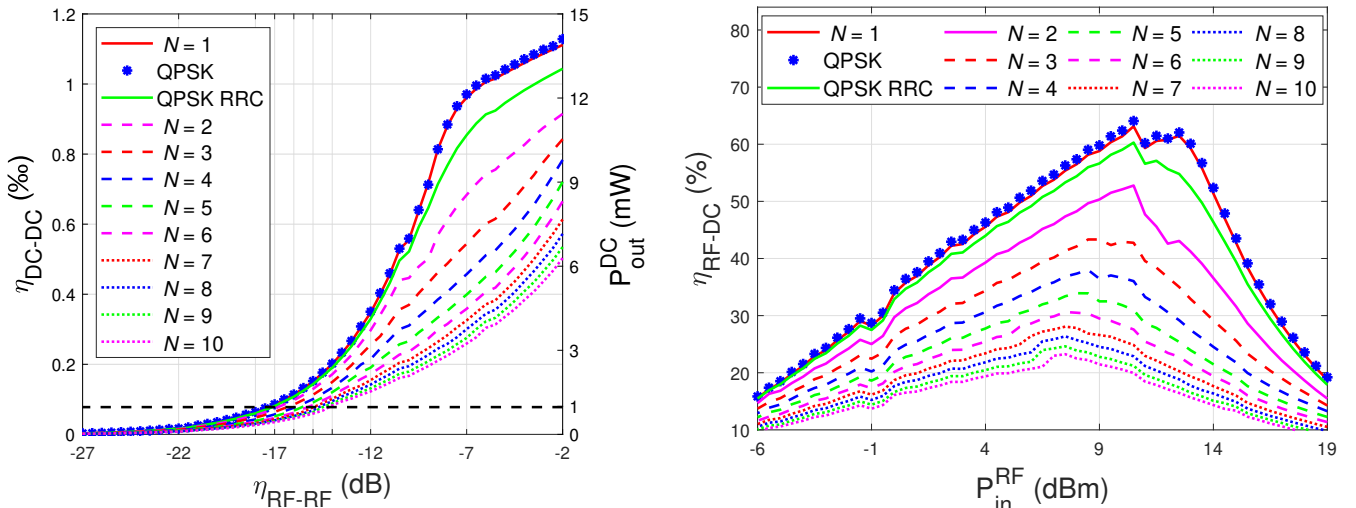 1.2
1
0.8
0.6
0.4
0.2
0
η_DC-DC (‰)
N = 1
QPSK
QPSK RRC
N = 2
N = 3
N = 4
N = 5
N = 6
N = 7
N = 8
N = 9
N = 10
15
12
9
6
3
1
0
P_out^DC (mW)
-27 -22 -17 -12 -7 -2
η_RF-RF (dB)
80
70
60
50
40
30
20
10
η_RF-DC (%)
N = 1 N = 2 N = 5 N = 8
QPSK N = 3 N = 6 N = 9
QPSK RRC N = 4 N = 7 N = 10
-6 -1 4 9 14 19
P_in^RF (dBm)